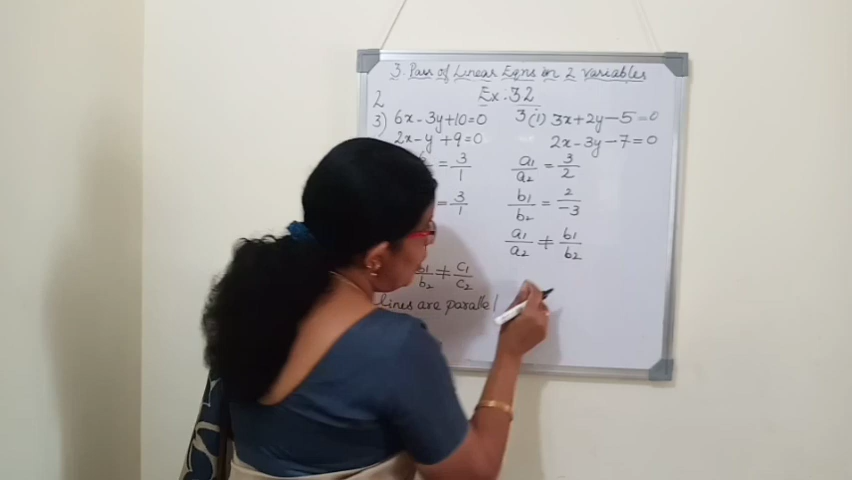 3. Pair of Linear Eqns in 2 variables
Ex: 3.2
2
3) 6x - 3y + 10 = 0
2x - y + 9 = 0
= 3/1
= 3/1
b1/b2 ≠ c1/c2
lines are parallel
3 (i) 3x + 2y - 5 = 0
2x - 3y - 7 = 0
a1/a2 = 3/2
b1/b2 = 2/-3
a1/a2 ≠ b1/b2